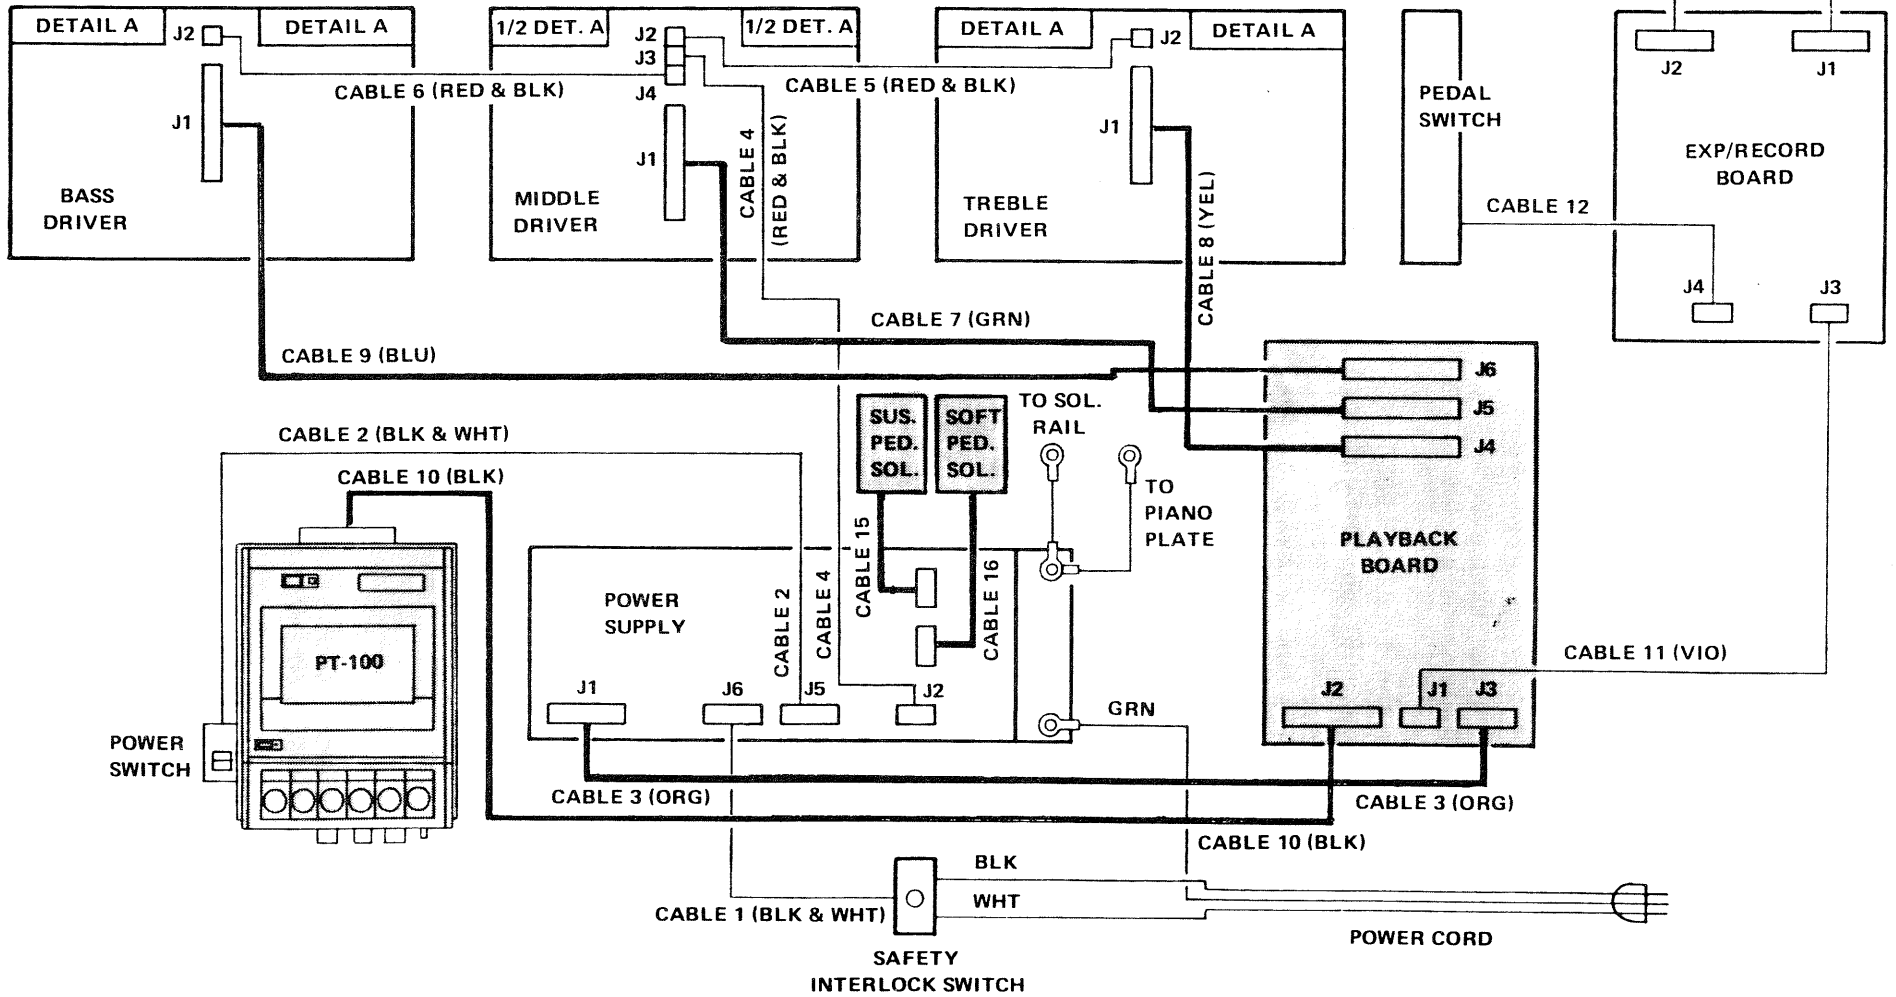 DETAIL A
J2
DETAIL A
J1
BASS
DRIVER
CABLE 6 (RED & BLK)
1/2 DET. A
J2
J3
J4
1/2 DET. A
J1
MIDDLE
DRIVER
CABLE 4
(RED & BLK)
CABLE 5 (RED & BLK)
DETAIL A
J2
DETAIL A
J1
TREBLE
DRIVER
CABLE 8 (YEL)
PEDAL
SWITCH
CABLE 12
J2
J1
EXP/RECORD
BOARD
J4
J3
CABLE 7 (GRN)
CABLE 9 (BLU)
J6
J5
J4
PLAYBACK
BOARD
J2
J1
J3
CABLE 11 (VIO)
CABLE 2 (BLK & WHT)
CABLE 10 (BLK)
SUS.
PED.
SOL.
SOFT
PED.
SOL.
TO SOL.
RAIL
TO
PIANO
PLATE
CABLE 15
CABLE 16
CABLE 2
CABLE 4
POWER
SUPPLY
J1
J6
J5
J2
GRN
PT-100
POWER
SWITCH
CABLE 3 (ORG)
CABLE 3 (ORG)
CABLE 10 (BLK)
BLK
WHT
CABLE 1 (BLK & WHT)
SAFETY
INTERLOCK SWITCH
POWER CORD